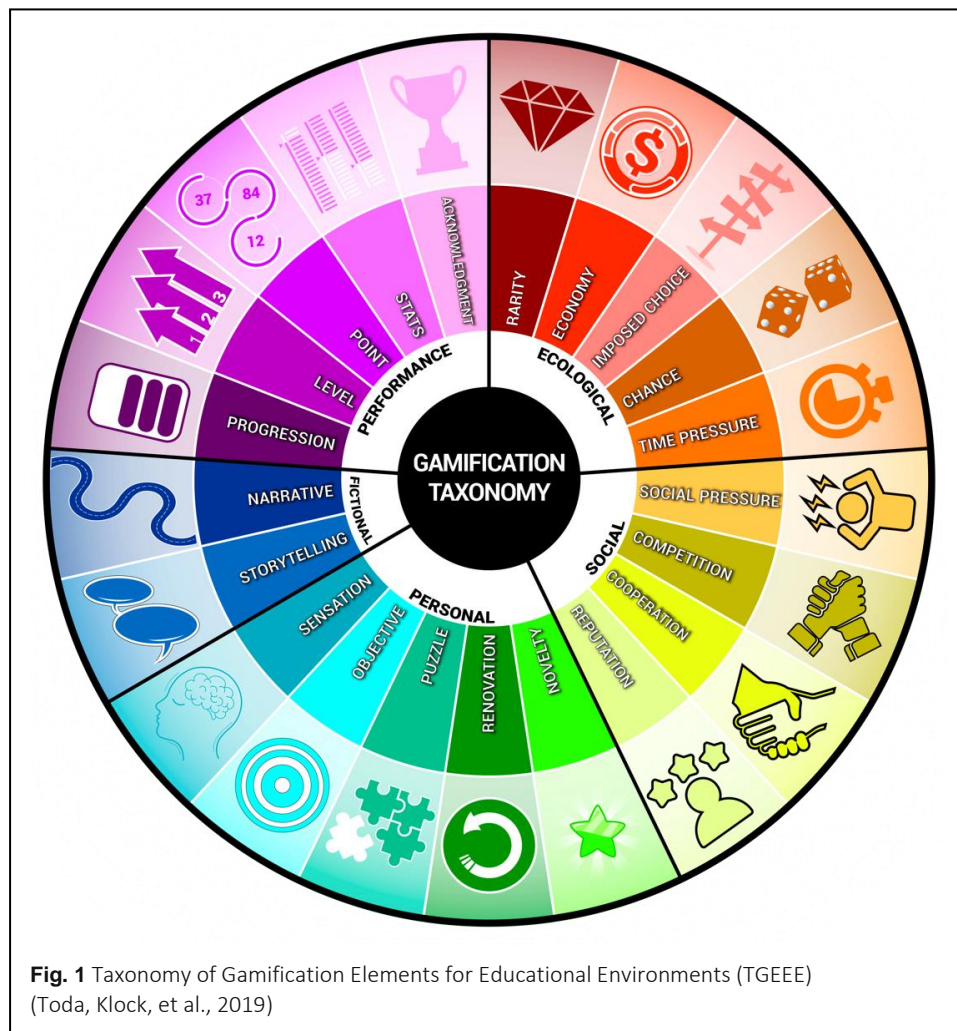 37
84
12
1 2 3
$
ACKNOWLEDGMENT
STATS
POINT
LEVEL
PROGRESSION
PERFORMANCE
RARITY
ECONOMY
IMPOSED CHOICE
CHANCE
TIME PRESSURE
ECOLOGICAL
GAMIFICATION
TAXONOMY
NARRATIVE
STORYTELLING
FICTIONAL
SOCIAL PRESSURE
COMPETITION
COOPERATION
REPUTATION
SOCIAL
SENSATION
OBJECTIVE
PUZZLE
RENOVATION
NOVELTY
PERSONAL
Fig. 1 Taxonomy of Gamification Elements for Educational Environments (TGEEE)
(Toda, Klock, et al., 2019)